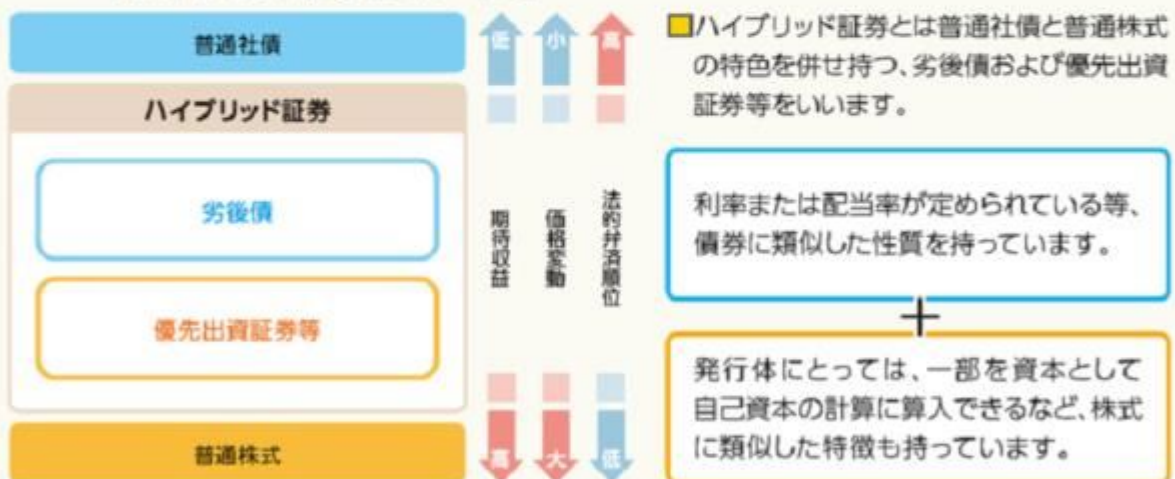 普通社債
ハイブリッド証券
劣後債
優先出資証券等
普通株式
低 小 高
期待収益
価格変動
法的弁済順位
高 大 低
■ハイブリッド証券とは普通社債と普通株式
の特色を併せ持つ、劣後債および優先出資
証券等をいいます。
利率または配当率が定められている等、
債券に類似した性質を持っています。
+
発行体にとっては、一部を資本として
自己資本の計算に算入できるなど、株式
に類似した特徴も持っています。